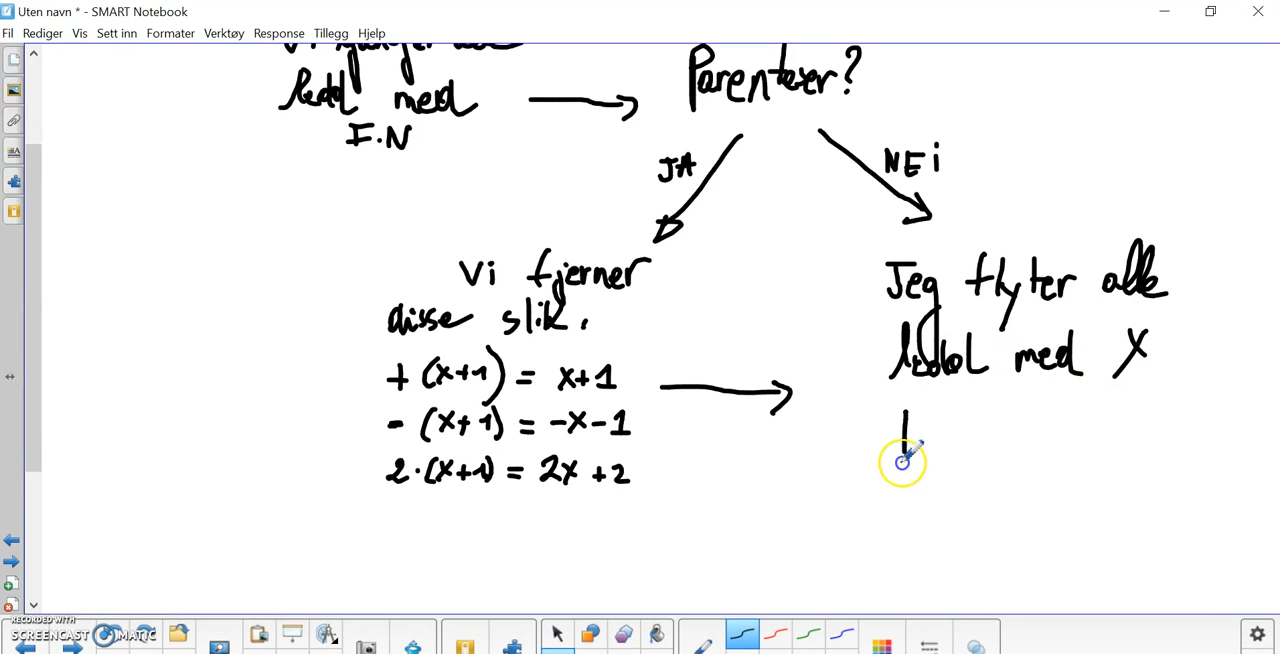 Uten navn * - SMART Notebook
Fil Rediger Vis Sett inn Formater Verktøy Response Tillegg Hjelp
ledd med
F.N
Parenteser?
JA
NEi
Vi fjerner
disse slik.
+ (x+1) = x+1
- (x+1) = -x-1
2·(x+1) = 2x +2
Jeg flyter alle
ledd med X
RECORDED WITH
SCREENCAST MATIC